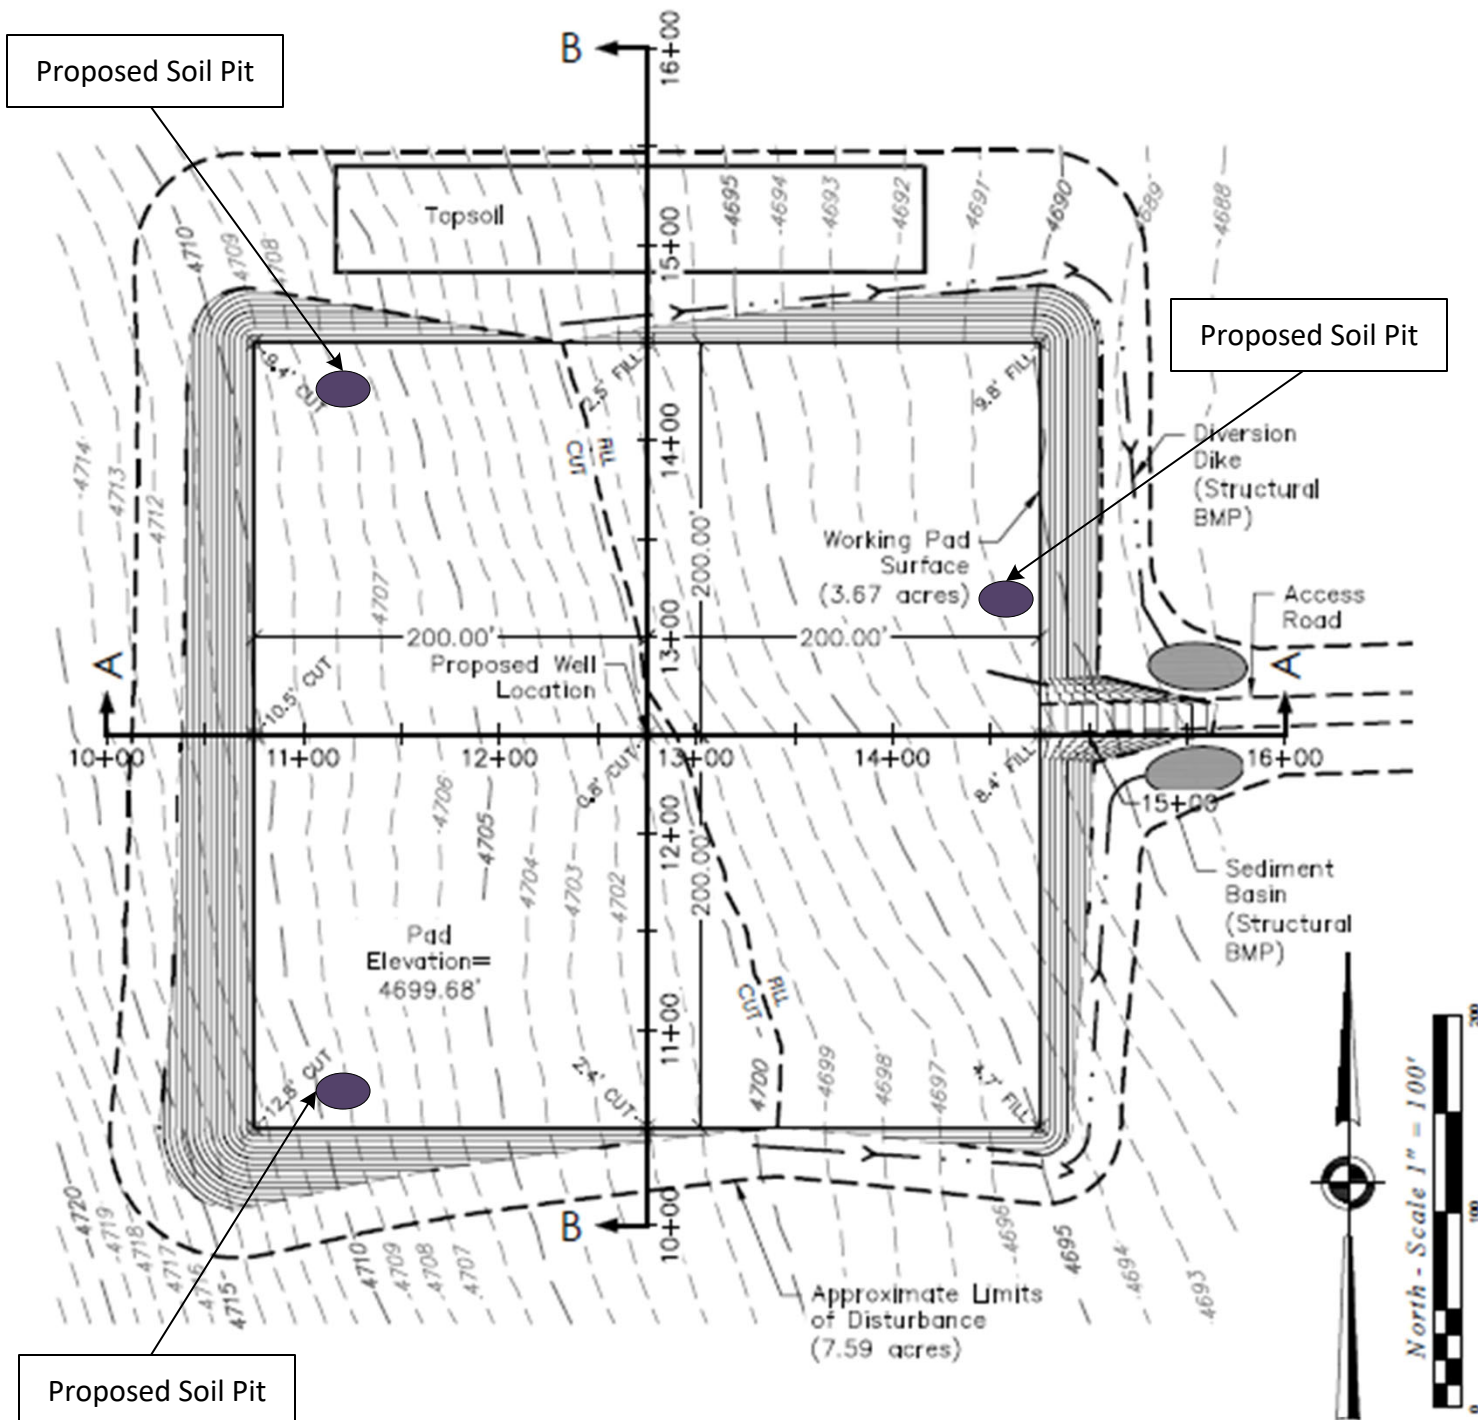 B
16+00
Proposed Soil Pit
Topsoil
4695
4694
4693
4692
4691
4690
4689
4688
4710
4709
4708
15+00
Proposed Soil Pit
9.4' CUT
2.5' FILL
9.8' FILL
FILL
CUT
14+00
4714
4713
4712
Diversion
Dike
(Structural
BMP)
200.00'
Working Pad
Surface
(3.67 acres)
4707
Access
Road
200.00'
13+00
200.00'
A
Proposed Well
Location
A
10.5' CUT
10+00
11+00
12+00
13+00
14+00
16+00
0.8' CUT
8.4' FILL
15+00
4706
4705
4704
4703
4702
12+00
200.00'
Sediment
Basin
(Structural
BMP)
Pad
Elevation=
4699.68'
FILL
CUT
11+00
12.8' CUT
2.4' CUT
4700
4699
4698
4697
4.7' FILL
North - Scale 1" = 100'
100
0
4720
4719
4718
4717
4715
4710
4709
4708
4707
B
10+00
4696
4695
4694
4693
Approximate Limits
of Disturbance
(7.59 acres)
Proposed Soil Pit